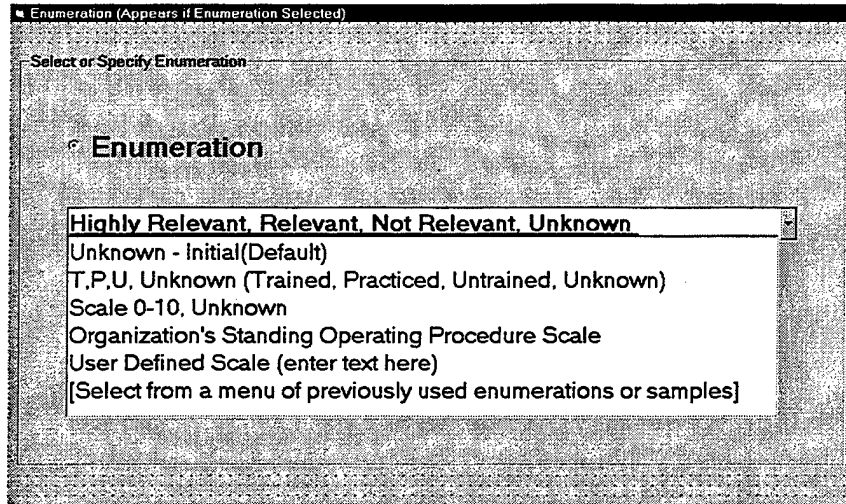 Enumeration (Appears if Enumeration Selected)
Select or Specify Enumeration
Enumeration
Highly Relevant, Relevant, Not Relevant, Unknown
Unknown - Initial(Default)
T,P,U, Unknown (Trained, Practiced, Untrained, Unknown)
Scale 0-10, Unknown
Organization's Standing Operating Procedure Scale
User Defined Scale (enter text here)
[Select from a menu of previously used enumerations or samples]